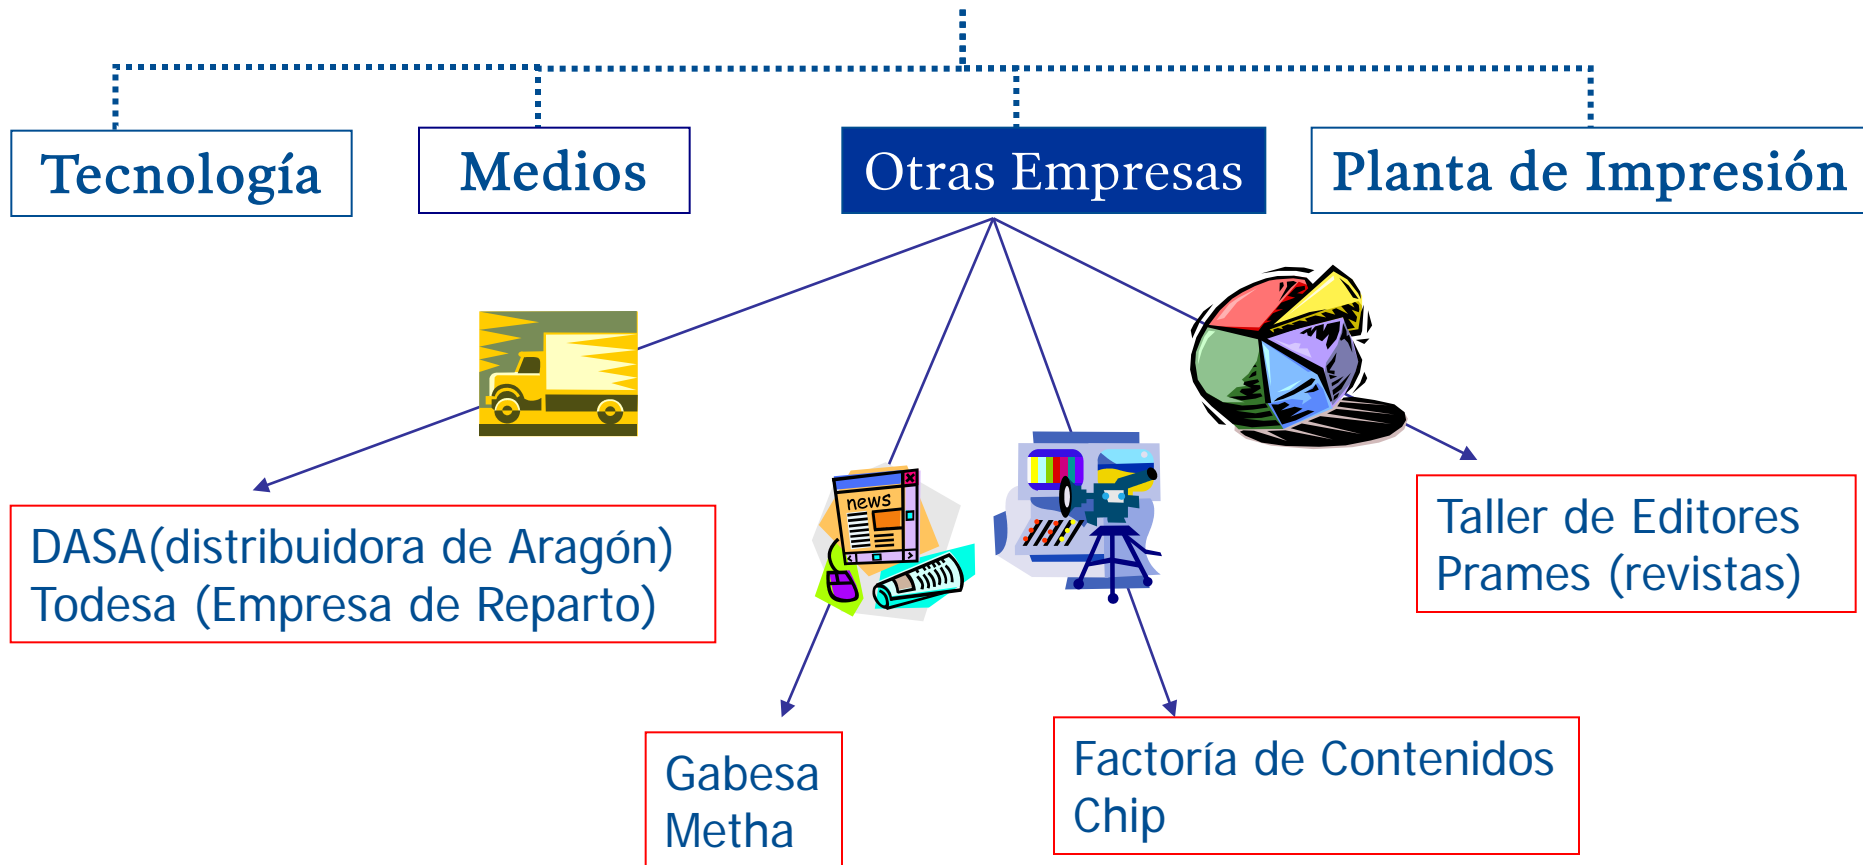 Tecnología
Medios
Otras Empresas
Planta de Impresión
news
DASA(distribuidora de Aragón)
Todesa (Empresa de Reparto)
Taller de Editores
Prames (revistas)
Gabesa
Metha
Factoría de Contenidos
Chip